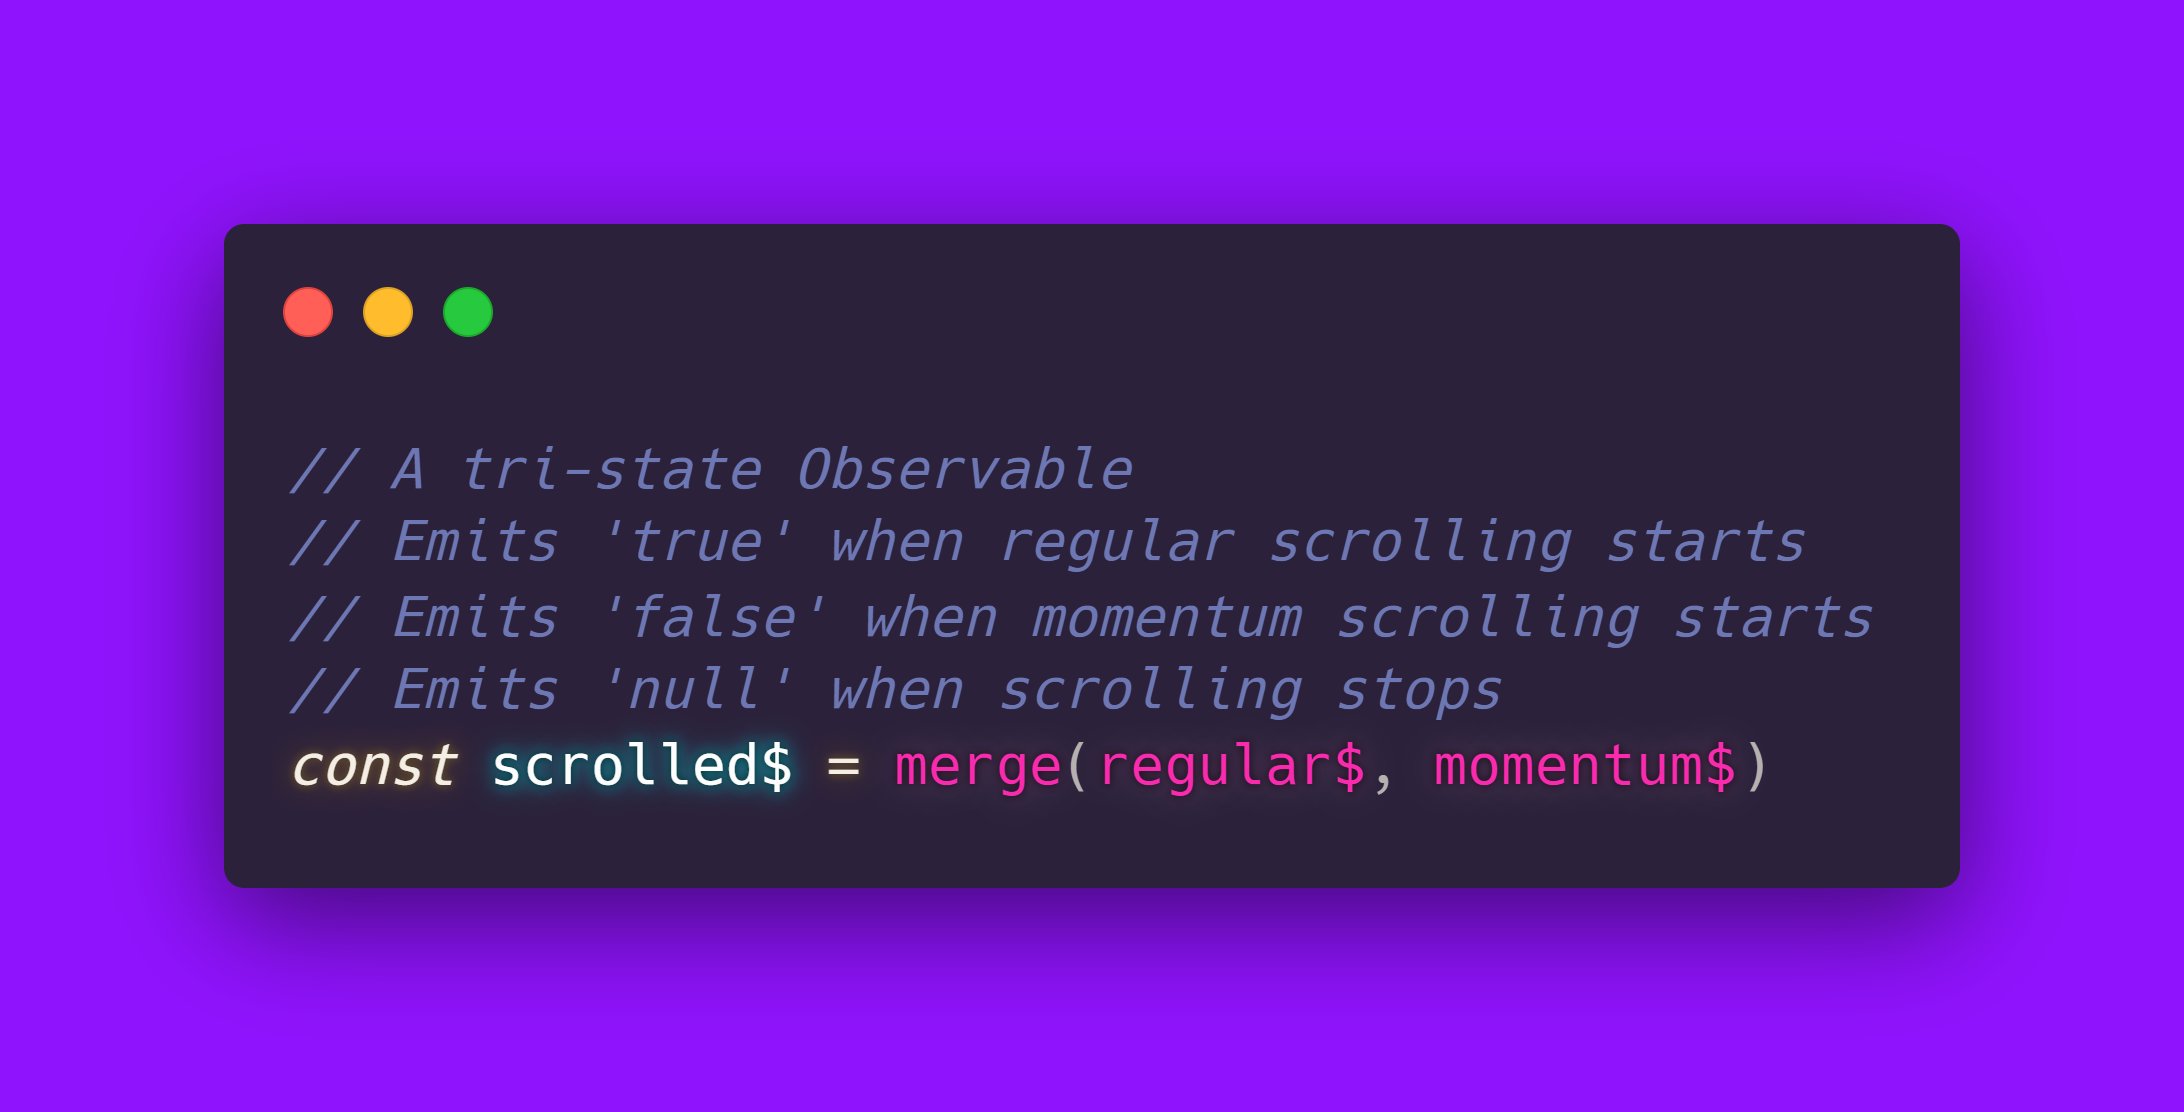 // A tri-state Observable
// Emits 'true' when regular scrolling starts
// Emits 'false' when momentum scrolling starts
// Emits 'null' when scrolling stops
const scrolled$ = merge(regular$, momentum$)